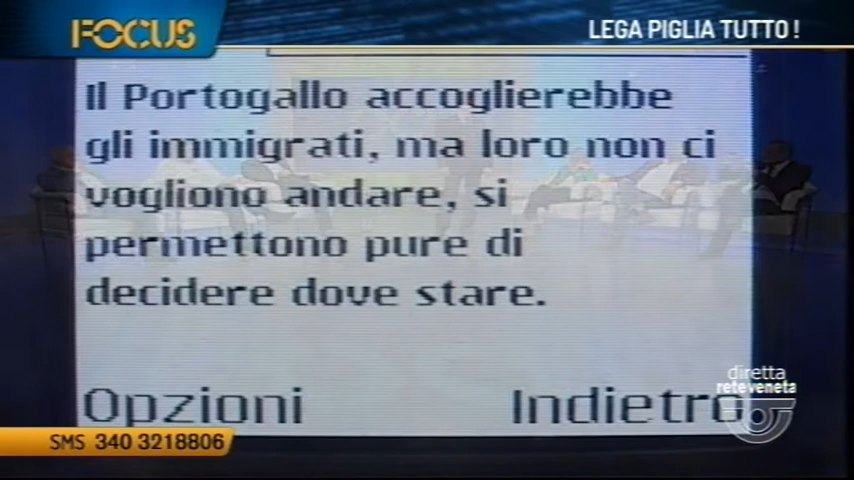 FOCUS
LEGA PIGLIA TUTTO!
Il Portogallo accoglierebbe
gli immigrati, ma loro non ci
vogliono andare, si
permettono pure di
decidere dove stare.
Opzioni Indietro
diretta
reteveneta
SMS 340 3218806